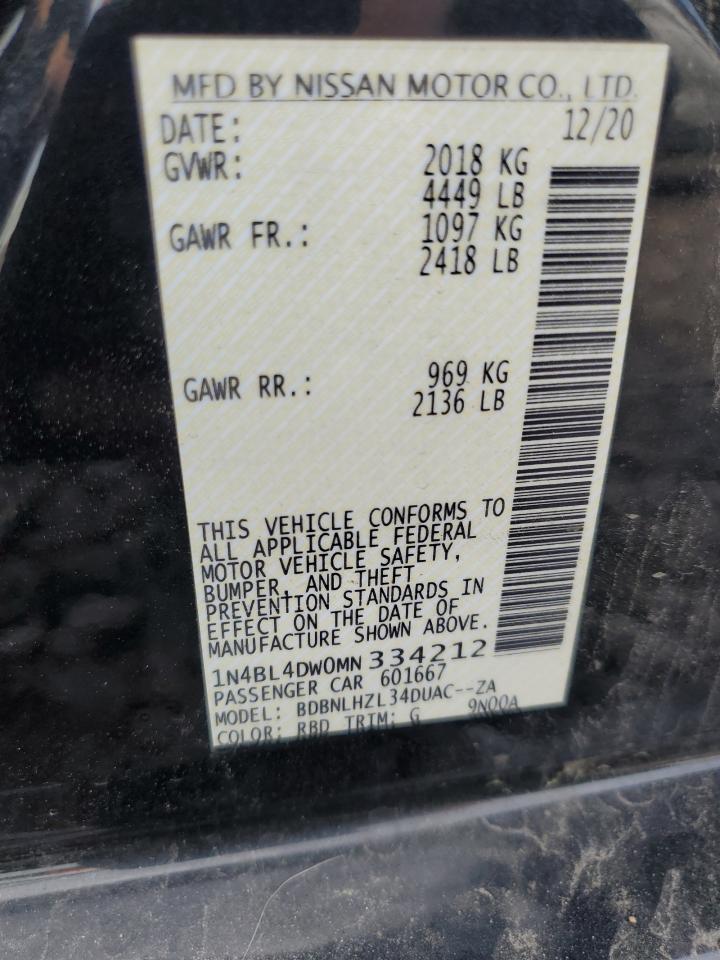 MFD BY NISSAN MOTOR CO., LTD.
DATE: 12/20
GVWR: 2018 KG
4449 LB
GAWR FR.: 1097 KG
2418 LB
GAWR RR.: 969 KG
2136 LB
THIS VEHICLE CONFORMS TO
ALL APPLICABLE FEDERAL
MOTOR VEHICLE SAFETY,
BUMPER, AND THEFT
PREVENTION STANDARDS IN
EFFECT ON THE DATE OF
MANUFACTURE SHOWN ABOVE.
1N4BL4DW0MN 334212
PASSENGER CAR 601667
MODEL: BDBNLHZL34DUAC--ZA
COLOR: RBD TRIM: G 9N00A